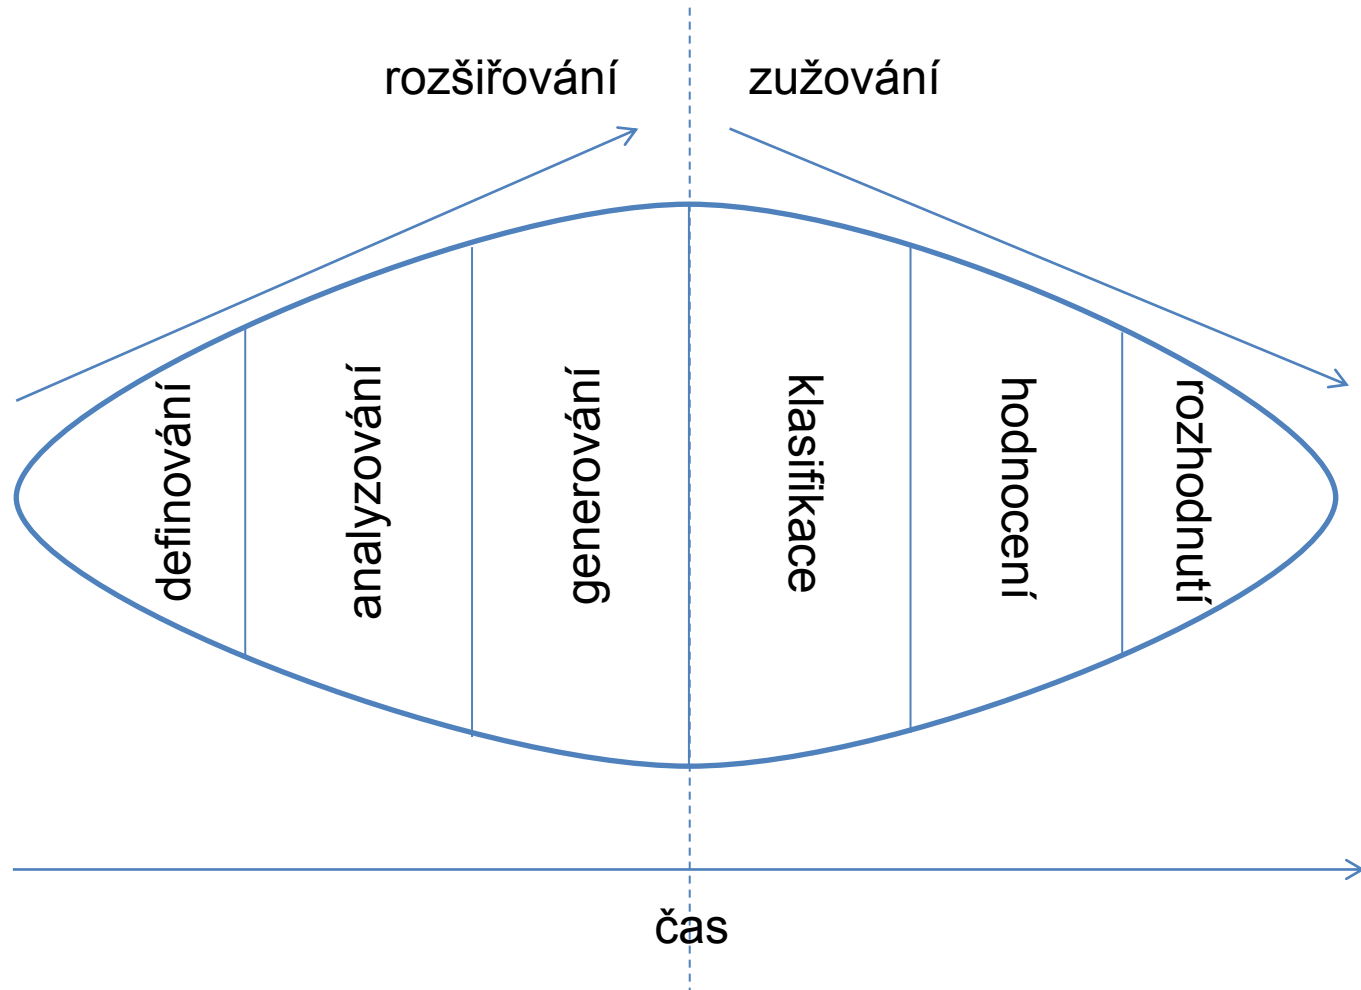 rozšiřování
zužování
definování
analyzování
generování
klasifikace
hodnocení
rozhodnutí
čas